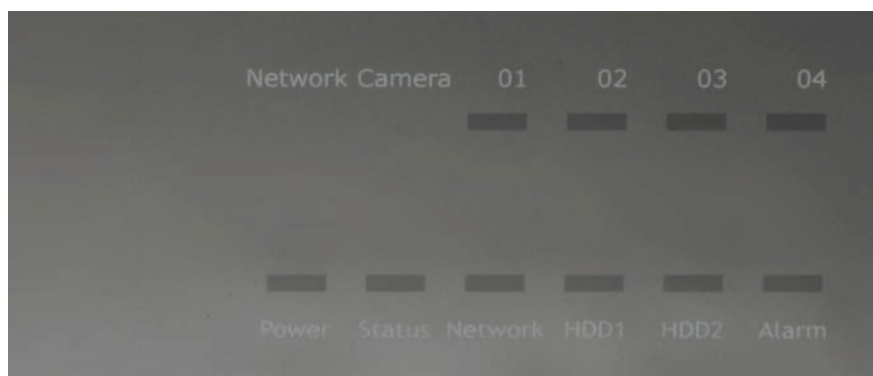 Network Camera 01 02 03 04
Power Status Network HDD1 HDD2 Alarm